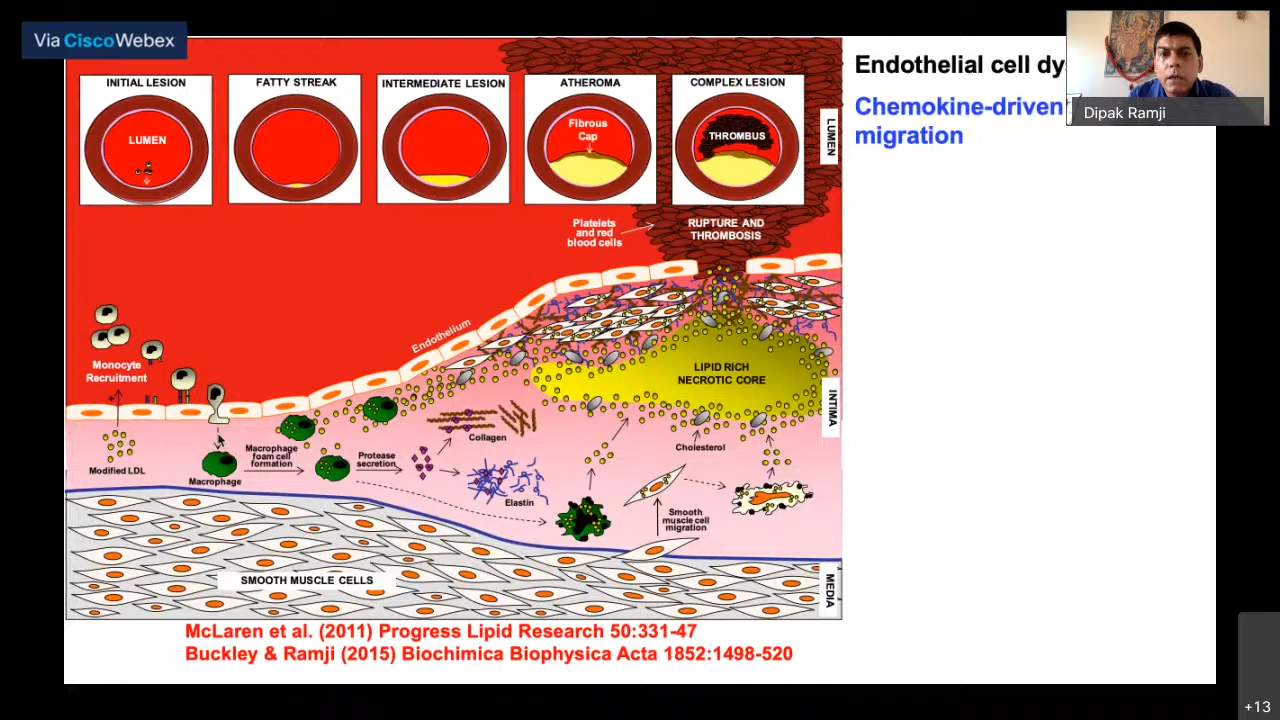 Via CiscoWebex
INITIAL LESION
LUMEN
FATTY STREAK
INTERMEDIATE LESION
ATHEROMA
Fibrous
Cap
COMPLEX LESION
THROMBUS
LUMEN
Endothelial cell
Chemokine-driven
migration
Dipak Ramji
Platelets
and red
blood cells
RUPTURE AND
THROMBOSIS
Endothelium
Monocyte
Recruitment
LIPID RICH
NECROTIC CORE
INTIMA
Modified LDL
Macrophage
Macrophage
foam cell
formation
Protease
secretion
Collagen
Elastin
Cholesterol
Smooth
muscle cell
migration
SMOOTH MUSCLE CELLS
MEDIA
McLaren et al. (2011) Progress Lipid Research 50:331-47
Buckley & Ramji (2015) Biochimica Biophysica Acta 1852:1498-520
+13